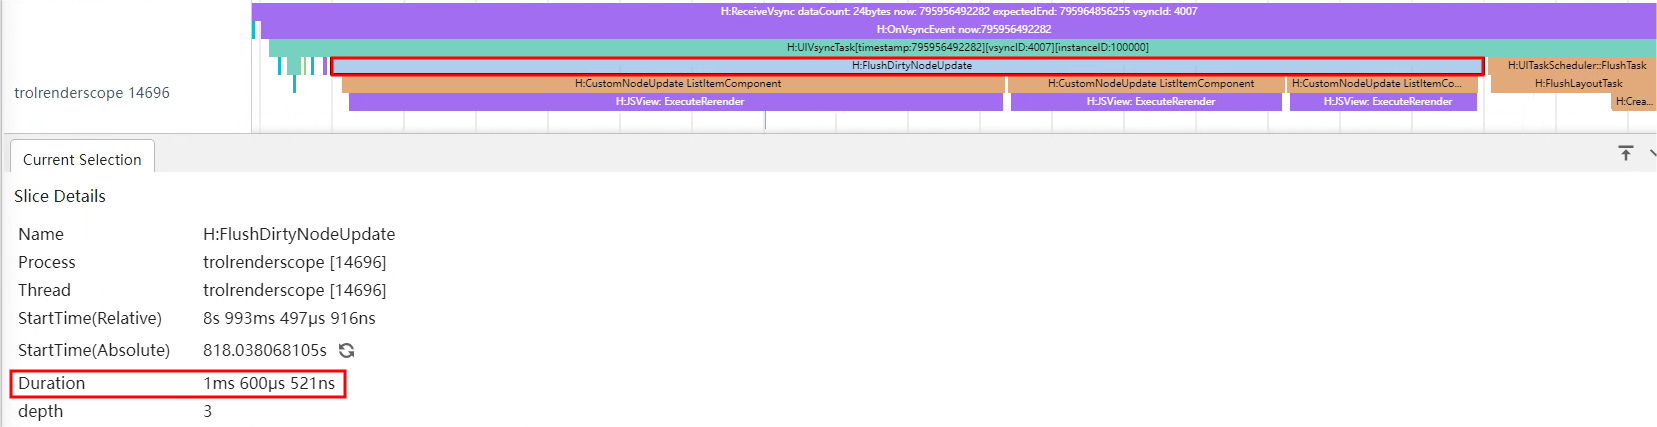 H:ReceiveVsync dataCount: 24bytes now: 795956492282 expectedEnd: 795964856255 vsyncId: 4007
H:OnVsyncEvent now:795956492282
H:UIVsyncTask[timestamp:795956492282][vsyncID:4007][instanceID:100000]
H:FlushDirtyNodeUpdate H:UITaskScheduler::FlushTask
trolrenderscope 14696 H:CustomNodeUpdate ListItemComponent H:CustomNodeUpdate ListItemComponent H:CustomNodeUpdate ListItemCo... H:FlushLayoutTask
H:JSView: ExecuteRerender H:JSView: ExecuteRerender H:JSView: ExecuteRerender H:Crea...
Current Selection
Slice Details
Name H:FlushDirtyNodeUpdate
Process trolrenderscope [14696]
Thread trolrenderscope [14696]
StartTime(Relative) 8s 993ms 497μs 916ns
StartTime(Absolute) 818.038068105s
Duration 1ms 600μs 521ns
depth 3